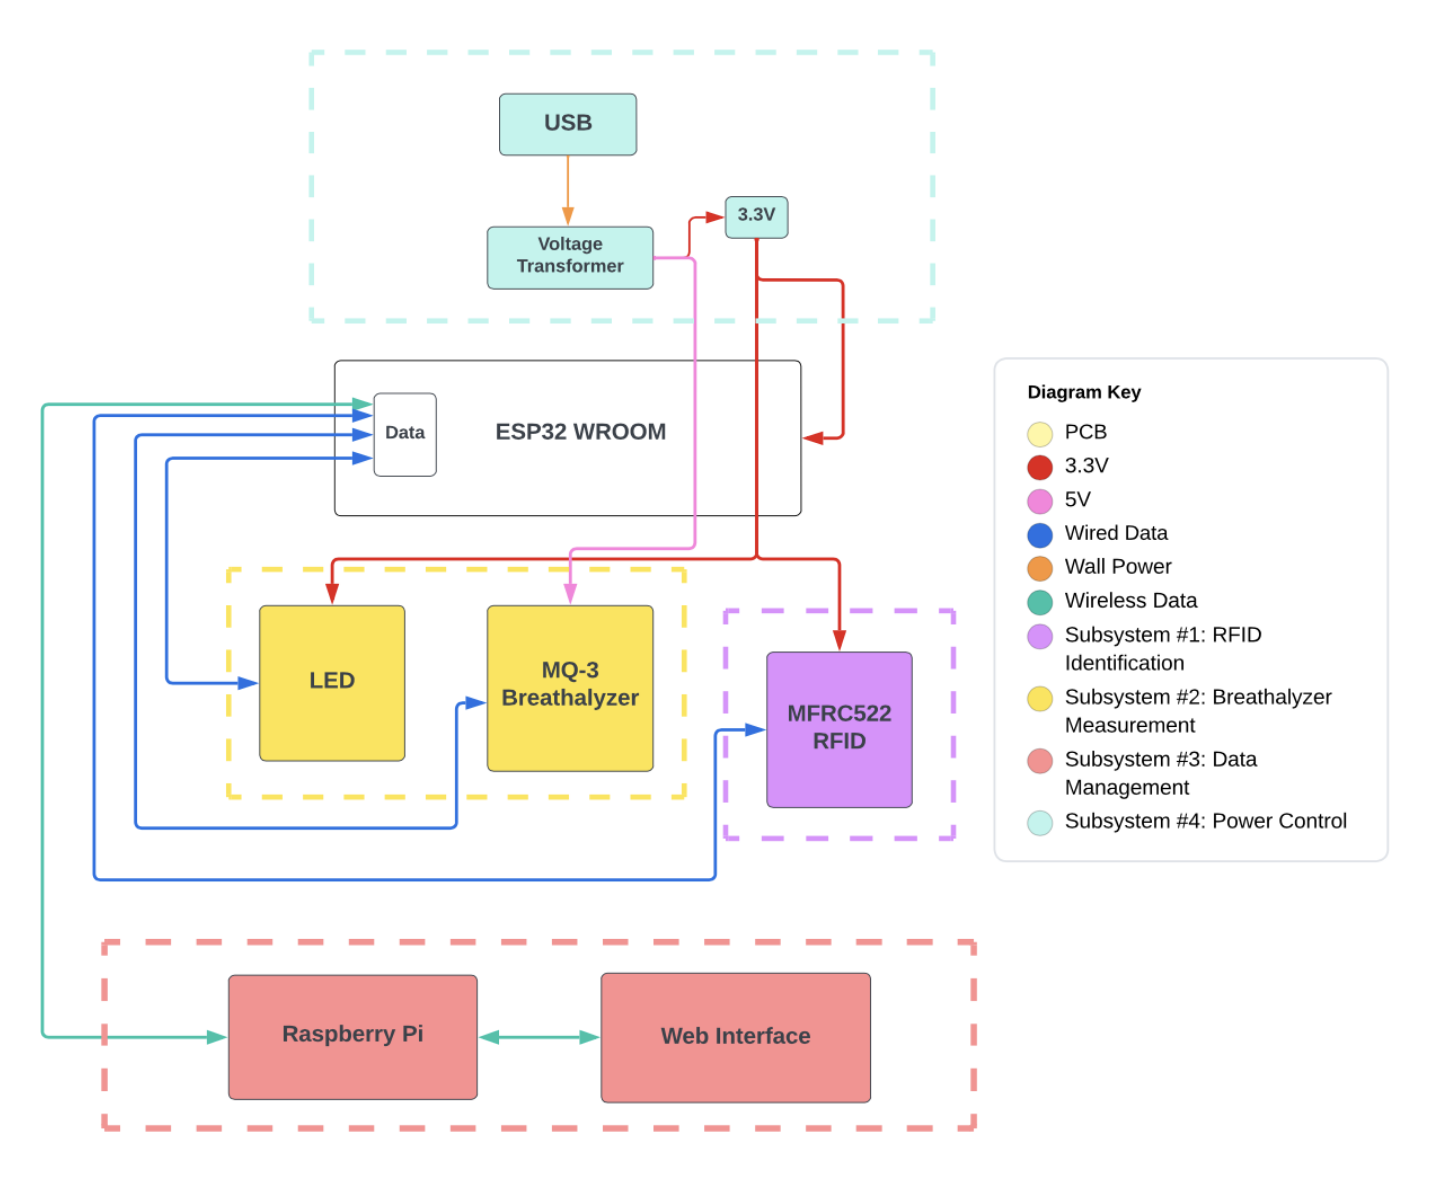 USB
Voltage
Transformer
3.3V
Data
ESP32 WROOM
LED
MQ-3
Breathalyzer
MFRC522
RFID
Raspberry Pi
Web Interface
Diagram Key
PCB
3.3V
5V
Wired Data
Wall Power
Wireless Data
Subsystem #1: RFID
Identification
Subsystem #2: Breathalyzer
Measurement
Subsystem #3: Data
Management
Subsystem #4: Power Control